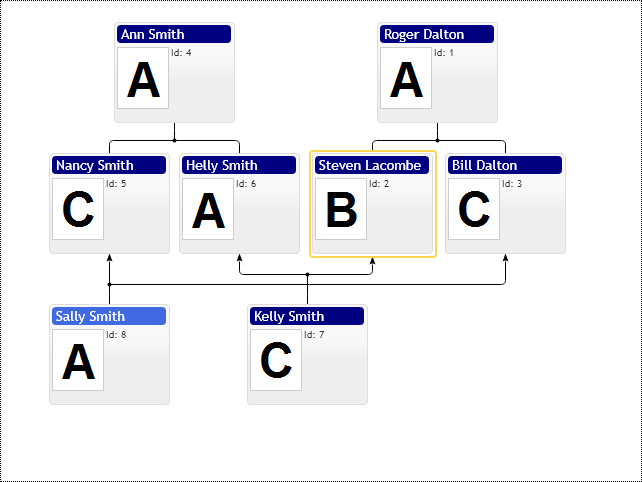 Ann Smith
Id: 4
A
Roger Dalton
Id: 1
A
Nancy Smith
Id: 5
C
Helly Smith
Id: 6
A
Steven Lacombe
Id: 2
B
Bill Dalton
Id: 3
C
Sally Smith
Id: 8
A
Kelly Smith
Id: 7
C